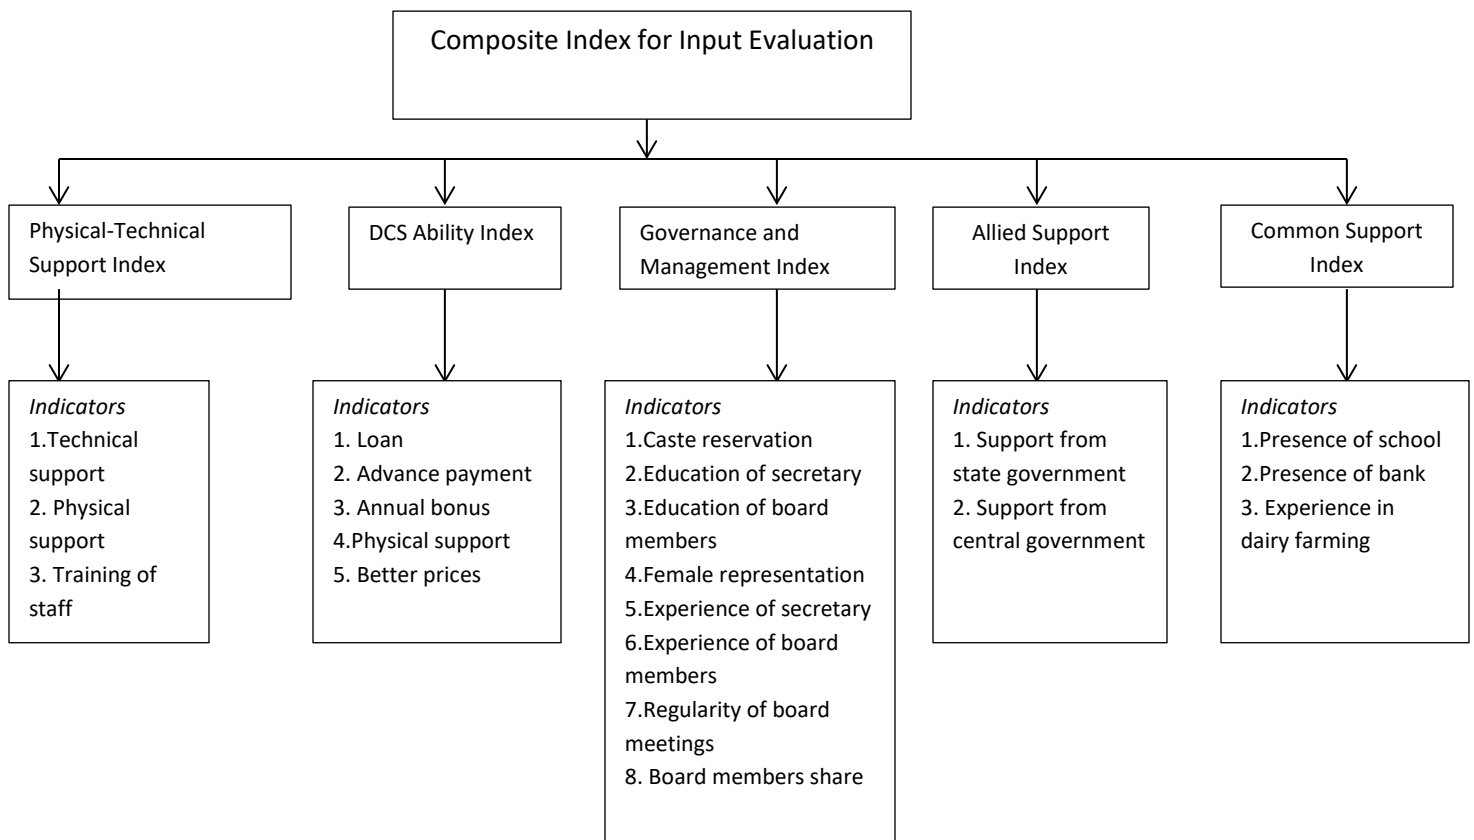 Composite Index for Input Evaluation
Physical-Technical
Support Index
DCS Ability Index
Governance and
Management Index
Allied Support
Index
Common Support
Index
Indicators
1.Technical
support
2. Physical
support
3. Training of
staff
Indicators
1. Loan
2. Advance payment
3. Annual bonus
4.Physical support
5. Better prices
Indicators
1.Caste reservation
2.Education of secretary
3.Education of board
members
4.Female representation
5.Experience of secretary
6.Experience of board
members
7.Regularity of board
meetings
8. Board members share
Indicators
1. Support from
state government
2. Support from
central government
Indicators
1.Presence of school
2.Presence of bank
3. Experience in
dairy farming